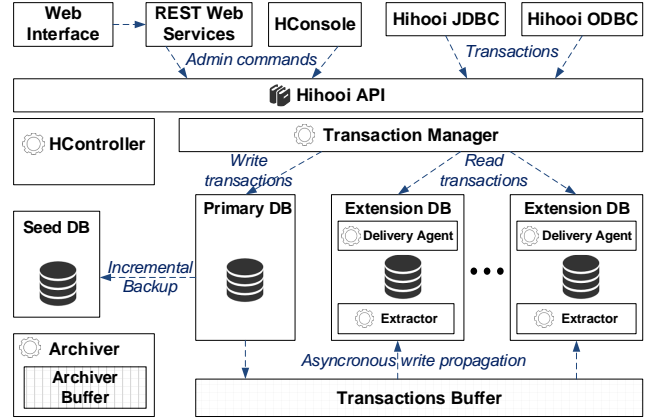 Web
Interface
REST Web
Services
HConsole
Hihooi JDBC
Hihooi ODBC
Admin commands
Transactions
Hihooi API
HController
Transaction Manager
Write
transactions
Read
transactions
Seed DB
Primary DB
Extension DB
Delivery Agent
Extractor
Extension DB
Delivery Agent
Extractor
Incremental
Backup
Archiver
Archiver
Buffer
Asyncronous write propagation
Transactions Buffer